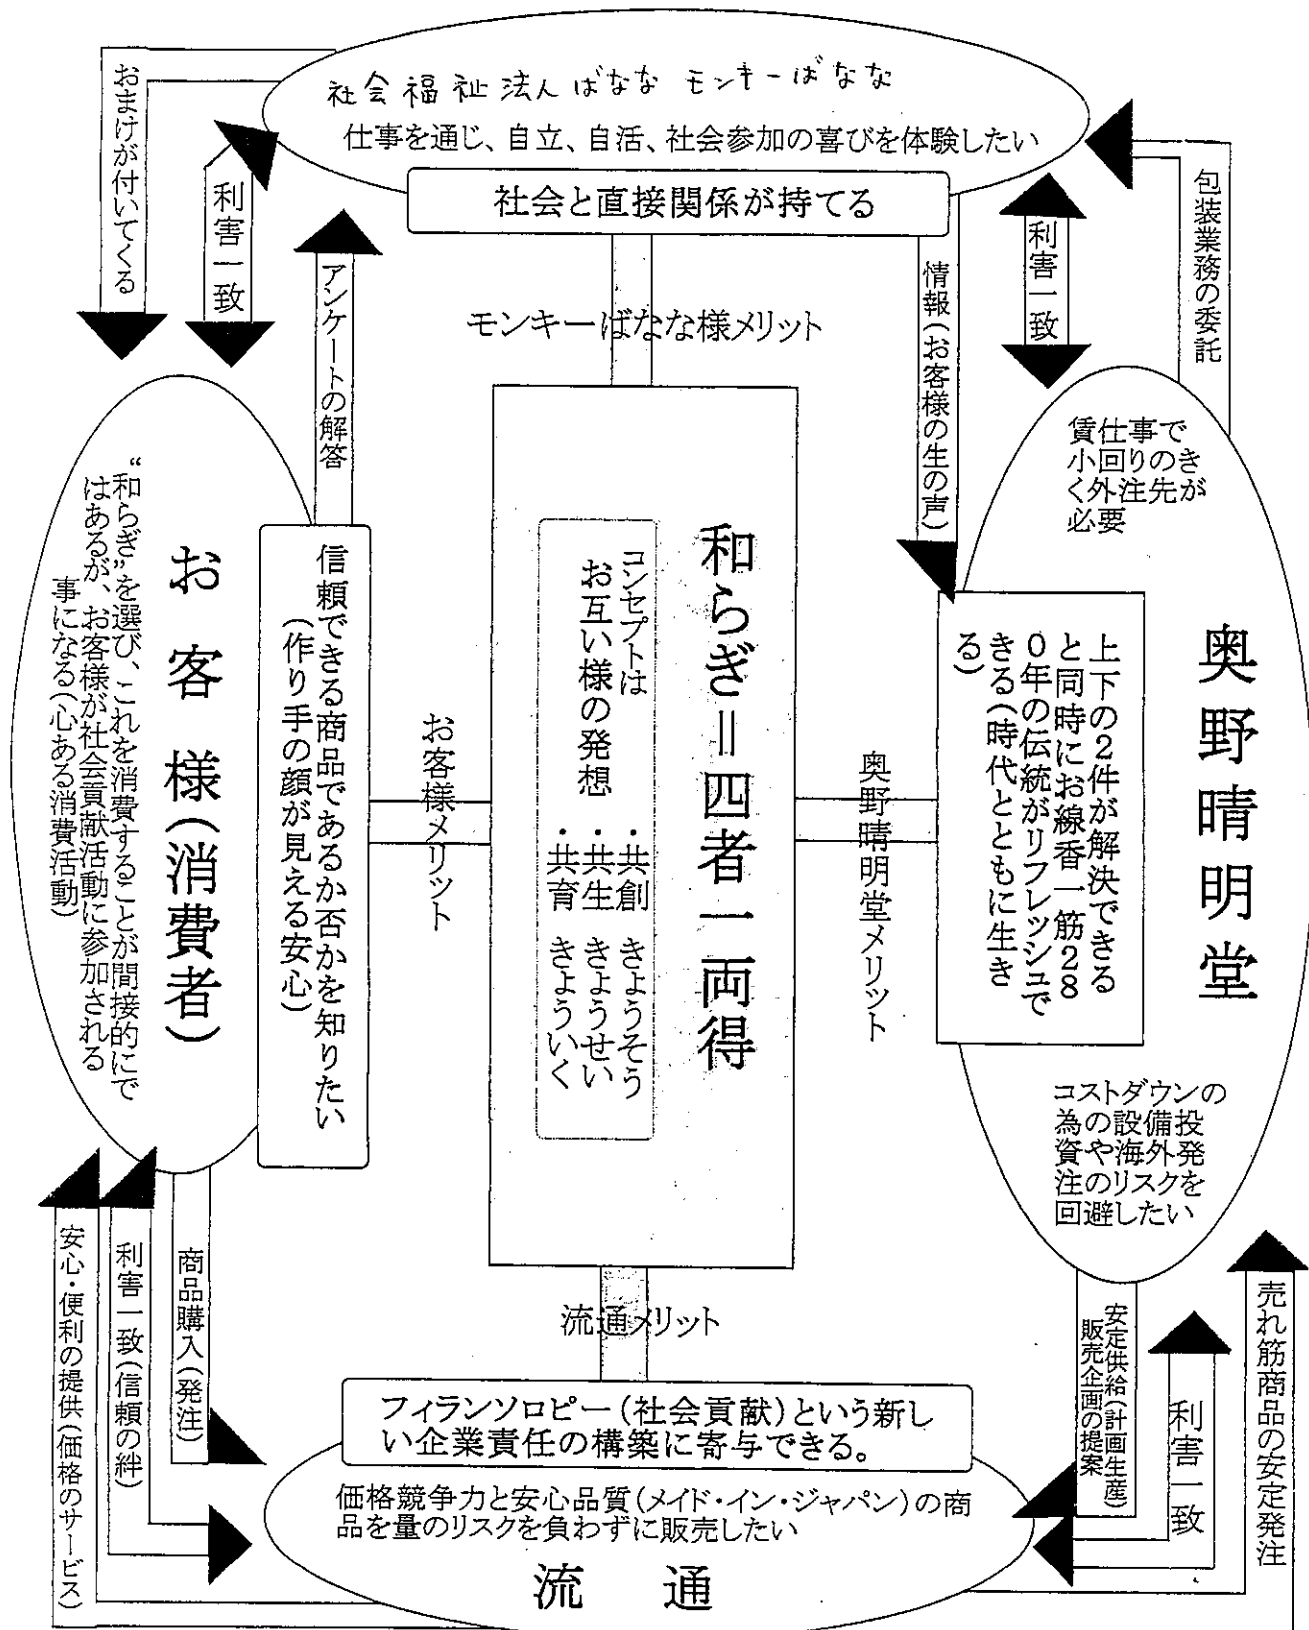 社会福祉法人ばなな モンキーばなな
仕事を通じ、自立、自活、社会参加の喜びを体験したい
社会と直接関係が持てる
おまけが付いてくる
利害一致
アンケートの解答
モンキーばなな様メリット
情報(お客様の生の声)
利害一致
包装業務の委託
お客様(消費者)
“和らぎ”を選び、これを消費することが間接的にで
はあるが、お客様が社会貢献活動に参加される
事になる(心ある消費活動)
信頼できる商品であるか否かを知りたい
(作り手の顔が見える安心)
お客様メリット
和らぎ=四者一両得
コンセプトは
お互い様の発想
・共創 きょうそう
・共生 きょうせい
・共育 きょういく
奥野晴明堂メリット
賃仕事で
小回りのき
く外注先が
必要
奥野晴明堂
上下の2件が解決できる
と同時にお線香一筋28
0年の伝統がリフレッシュで
きる(時代とともに生き
る)
コストダウンの
為の設備投
資や海外発
注のリスクを
回避したい
安心・便利の提供(価格のサービス)
利害一致(信頼の絆)
商品購入(発注)
流通メリット
安定供給(計画生産)
販売企画の提案
利害一致
売れ筋商品の安定発注
フィランソロピー(社会貢献)という新し
い企業責任の構築に寄与できる。
価格競争力と安心品質(メイド・イン・ジャパン)の商
品を量のリスクを負わずに販売したい
流 通